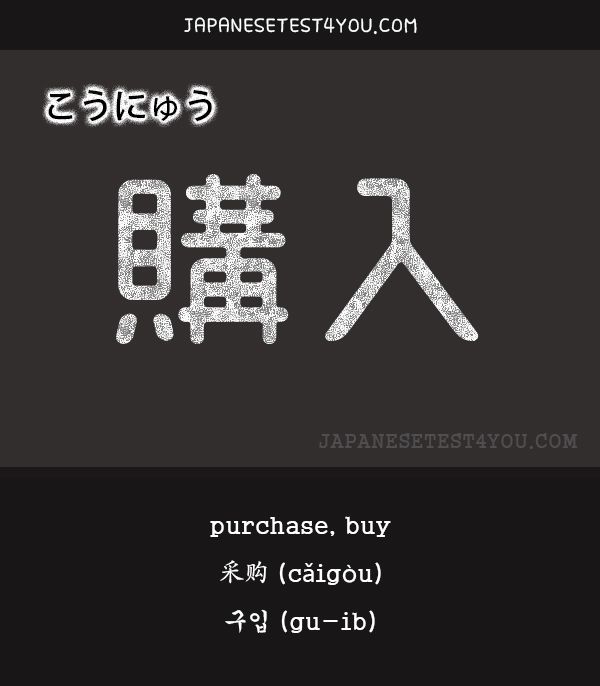 JAPANESETEST4YOU.COM
こうにゅう
購入
JAPANESETEST4YOU.COM
purchase, buy
采购 (cǎigòu)
구입 (gu-ib)